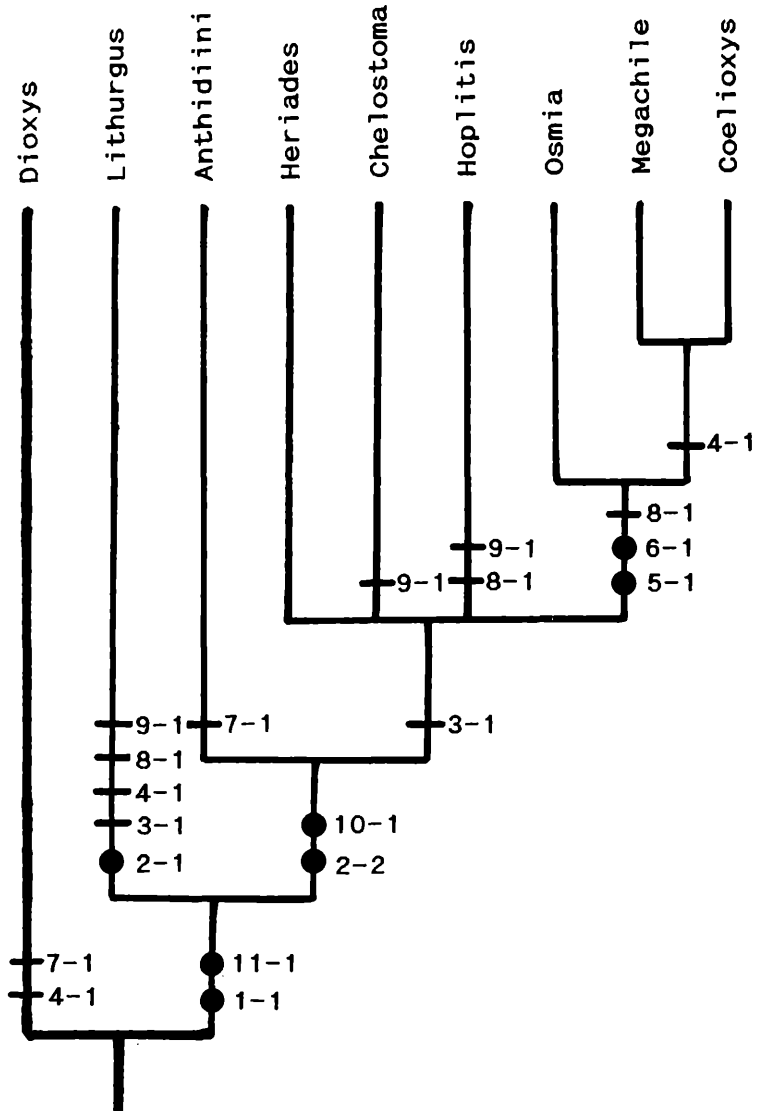 Dioxys
Lithurgus
Anthidiini
Heriades
Chelostoma
Hoplitis
Osmia
Megachile
Coelioxys
4-1
8-1
9-1
6-1
9-1
8-1
5-1
9-1
7-1
3-1
8-1
4-1
3-1
10-1
2-1
2-2
7-1
11-1
4-1
1-1